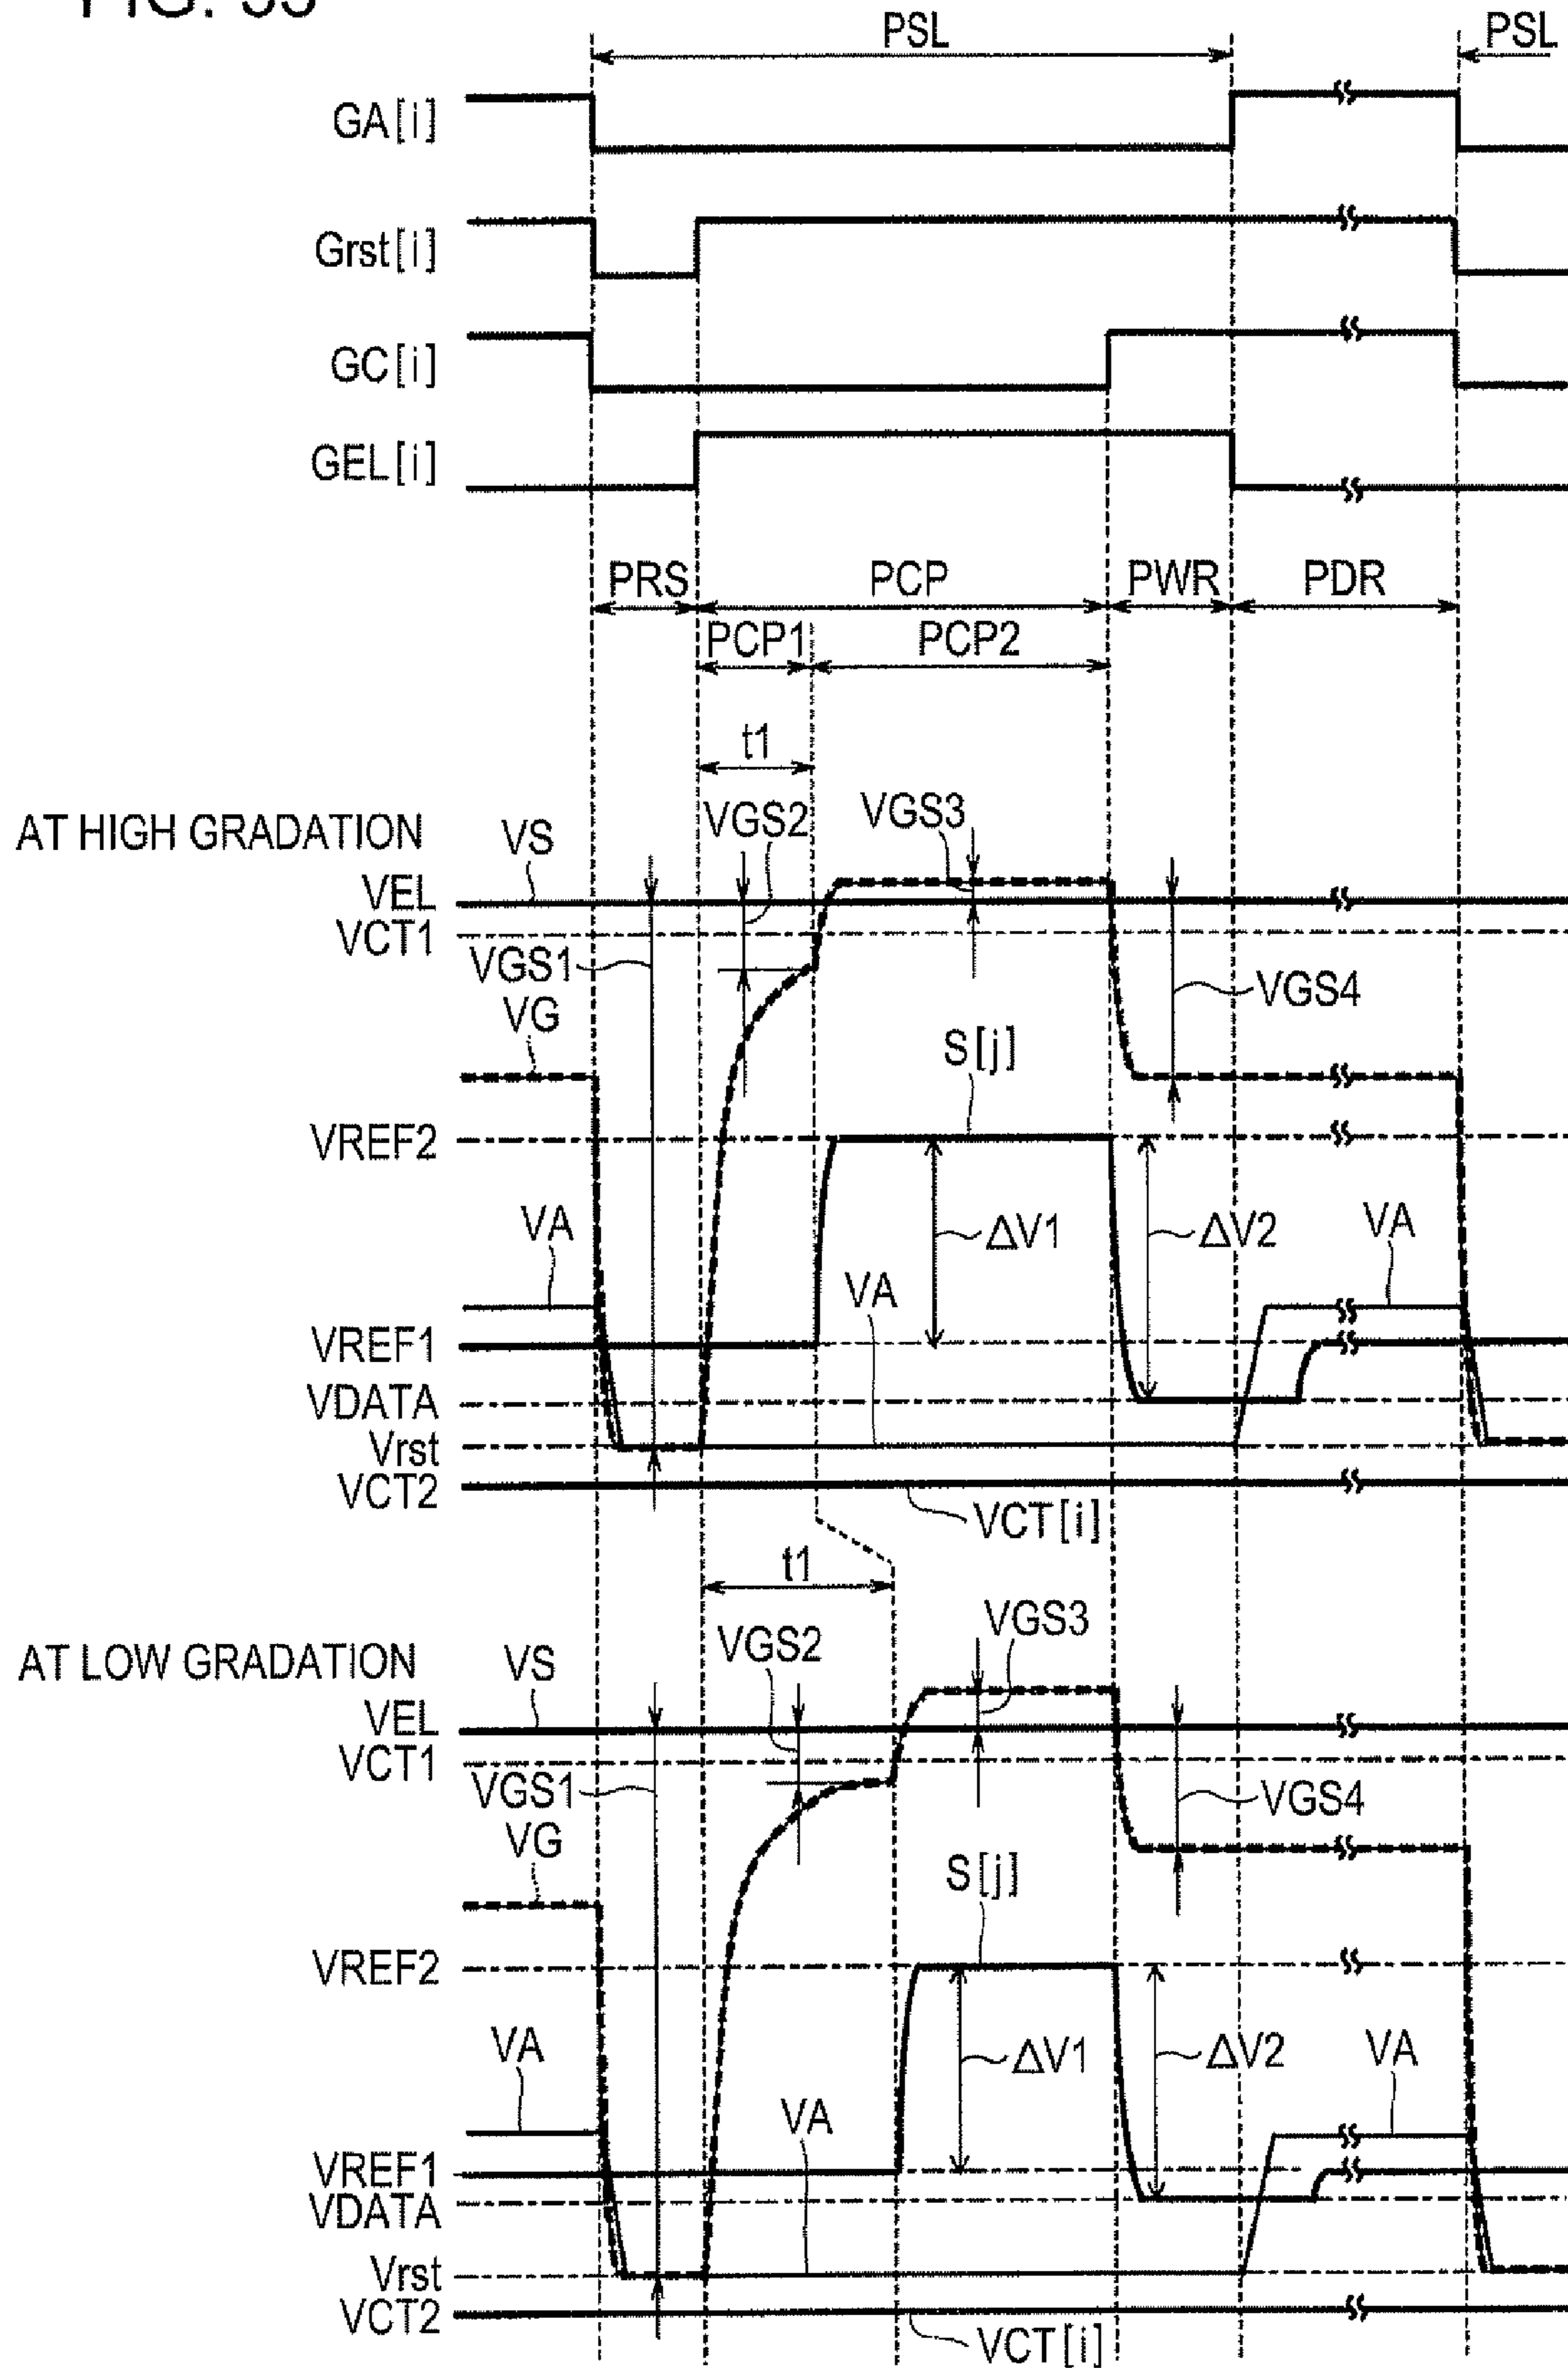 PSL PSL
GA[i]
Grst[i]
GC[i]
GEL[i]
PRS PCP PWR PDR
PCP1 PCP2
t1
AT HIGH GRADATION VS VGS2 VGS3
VEL
VCT1
VGS1 VGS4
VG
S[j]
VREF2
VA ΔV1 ΔV2 VA
VA
VREF1
VDATA
Vrst
VCT2
VCT[i]
t1
AT LOW GRADATION VS VGS2 VGS3
VEL
VCT1
VGS1 VGS4
VG
S[j]
VREF2
VA ΔV1 ΔV2 VA
VA
VREF1
VDATA
Vrst
VCT2
VCT[i]